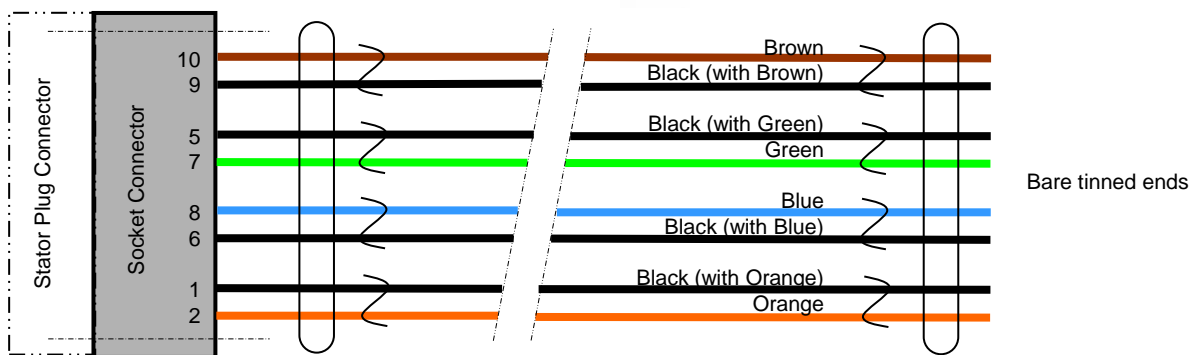 Stator Plug Connector
Socket Connector
10
9
5
7
8
6
1
2
Brown
Black (with Brown)
Black (with Green)
Green
Blue
Black (with Blue)
Black (with Orange)
Orange
Bare tinned ends